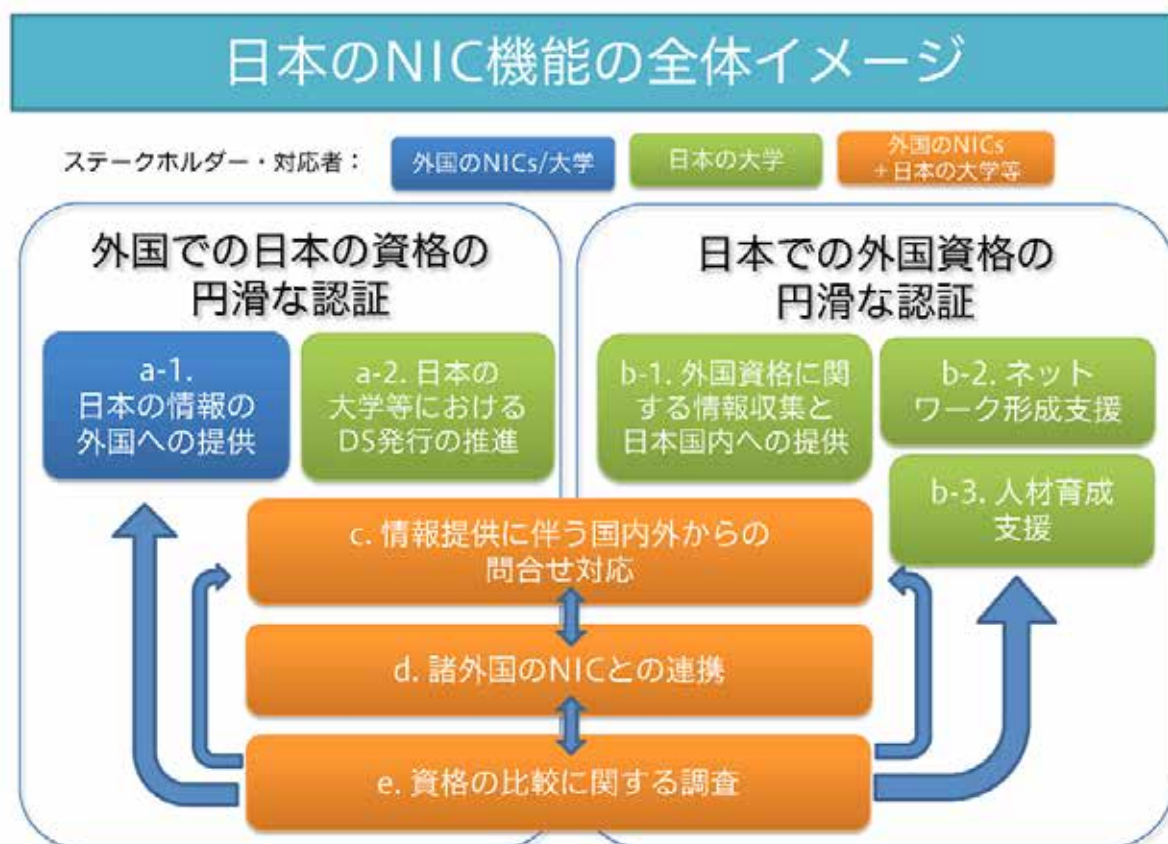 日本のNIC機能の全体イメージ
ステークホルダー・対応者：
外国のNICs/大学
日本の大学
外国のNICs
＋日本の大学等
外国での日本の資格の
円滑な認証
日本での外国資格の
円滑な認証
a-1.
日本の情報の
外国への提供
a-2. 日本の
大学等における
DS発行の推進
b-1. 外国資格に関
する情報収集と
日本国内への提供
b-2. ネット
ワーク形成支援
b-3. 人材育成
支援
c. 情報提供に伴う国内外からの
問合せ対応
d. 諸外国のNICとの連携
e. 資格の比較に関する調査